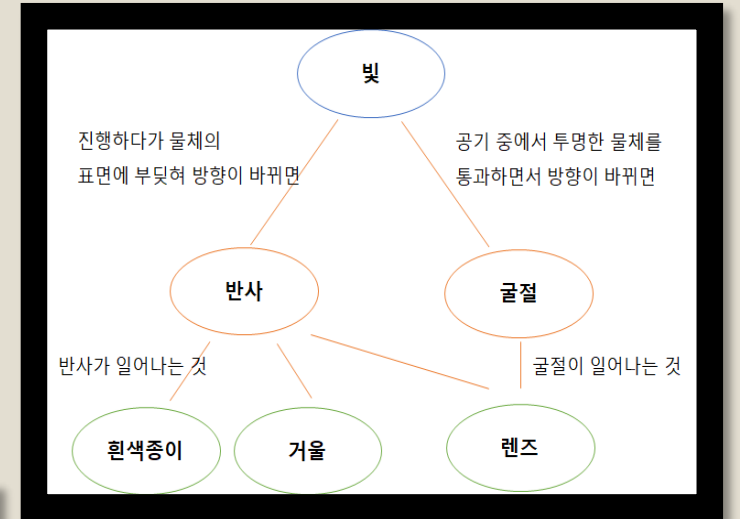 빛
진행하다가 물체의
표면에 부딪혀 방향이 바뀌면
공기 중에서 투명한 물체를
통과하면서 방향이 바뀌면
반사
굴절
반사가 일어나는 것
굴절이 일어나는 것
흰색종이
거울
렌즈